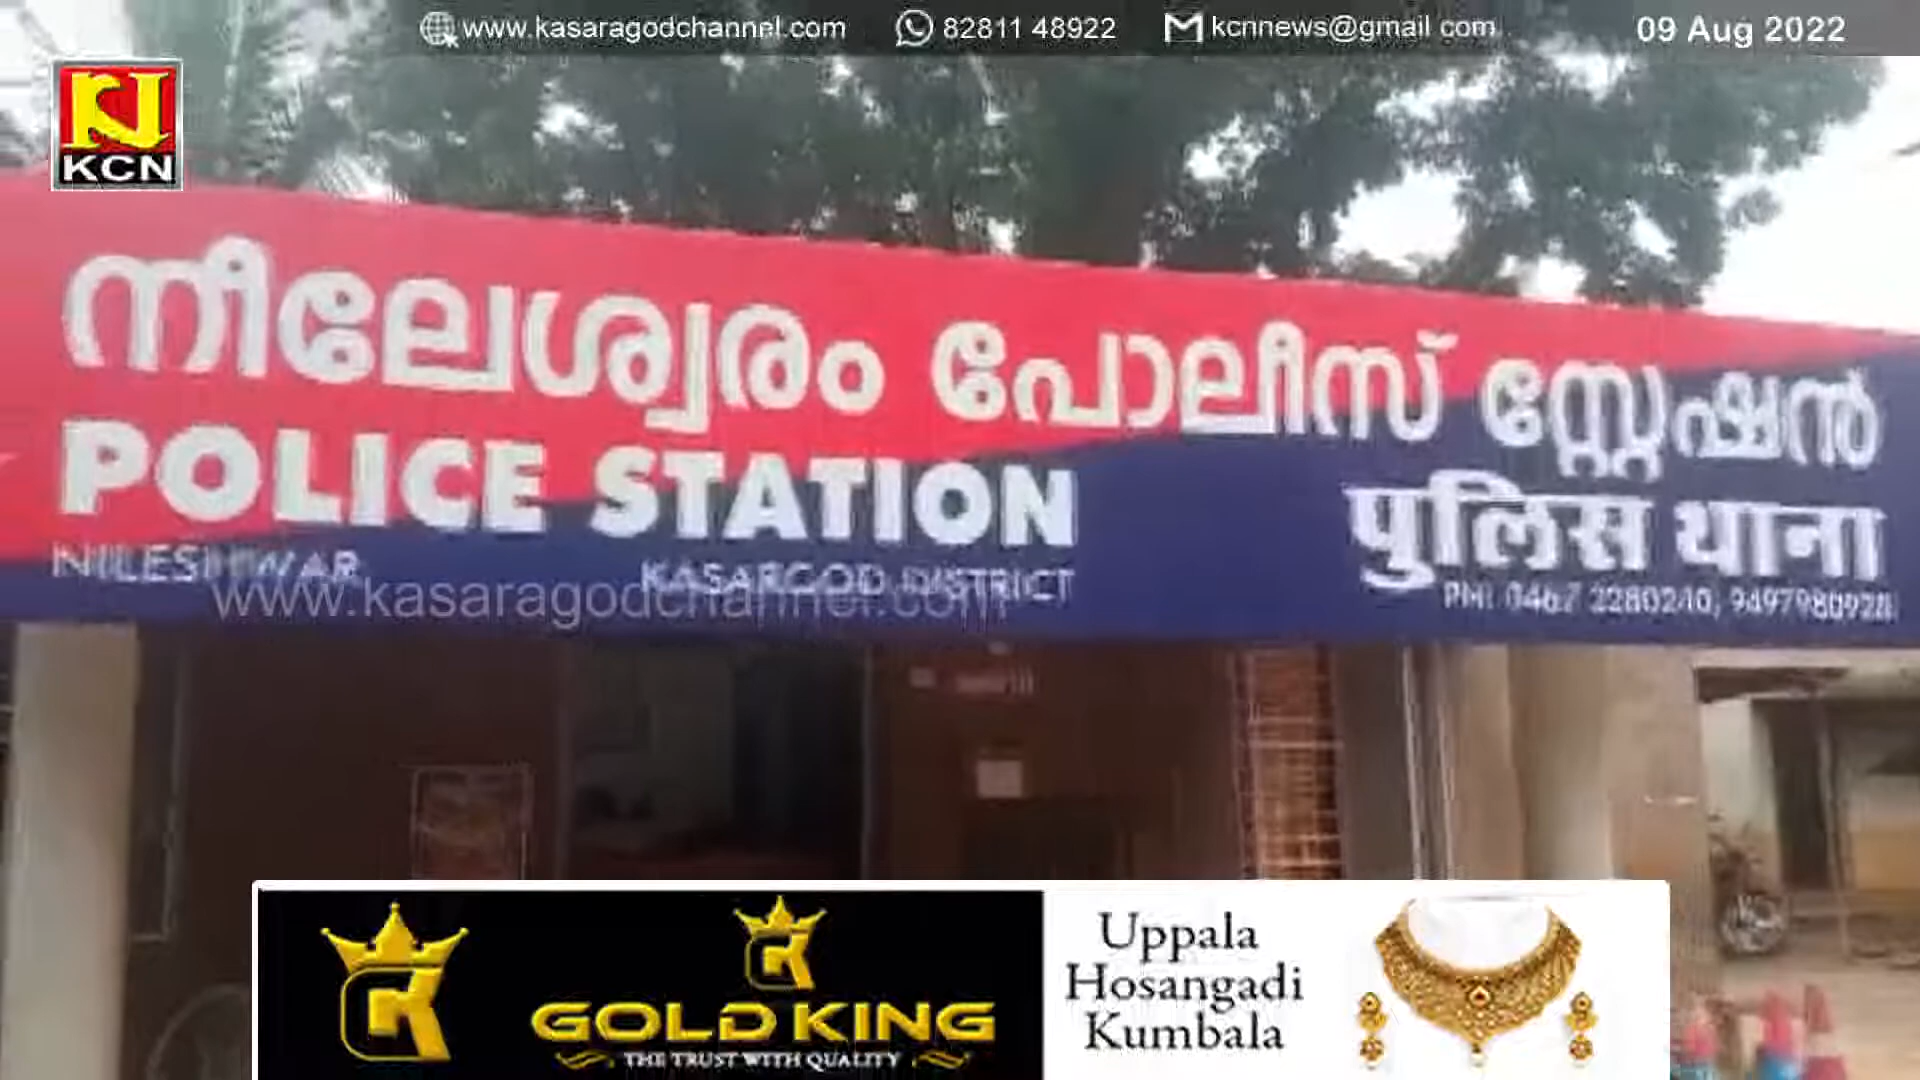 www.kasaragodchannel.com 82811 48922 kcnnews@gmail com 09 Aug 2022
KCN
നീലേശ്വരം പോലീസ് സ്റ്റേഷൻ
POLICE STATION पुलिस थाना
NILESHWAR KASARGOD DISTRICT
PH: 0467 2280240, 9497980928
www.kasaragodchannel.com
GOLD KING
THE TRUST WITH QUALITY
Uppala
Hosangadi
Kumbala